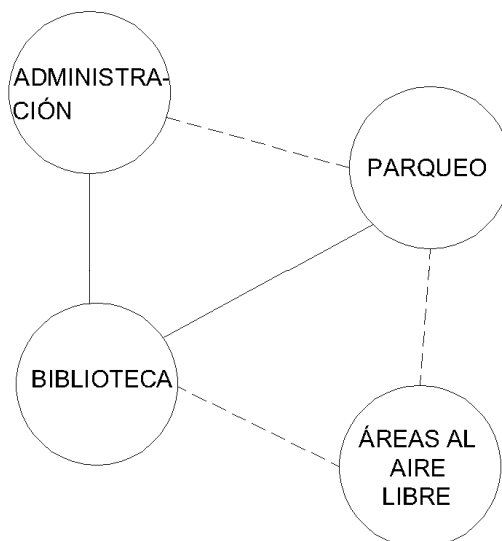 ADMINISTRA-
CIÓN
PARQUEO
BIBLIOTECA
ÁREAS AL
AIRE
LIBRE